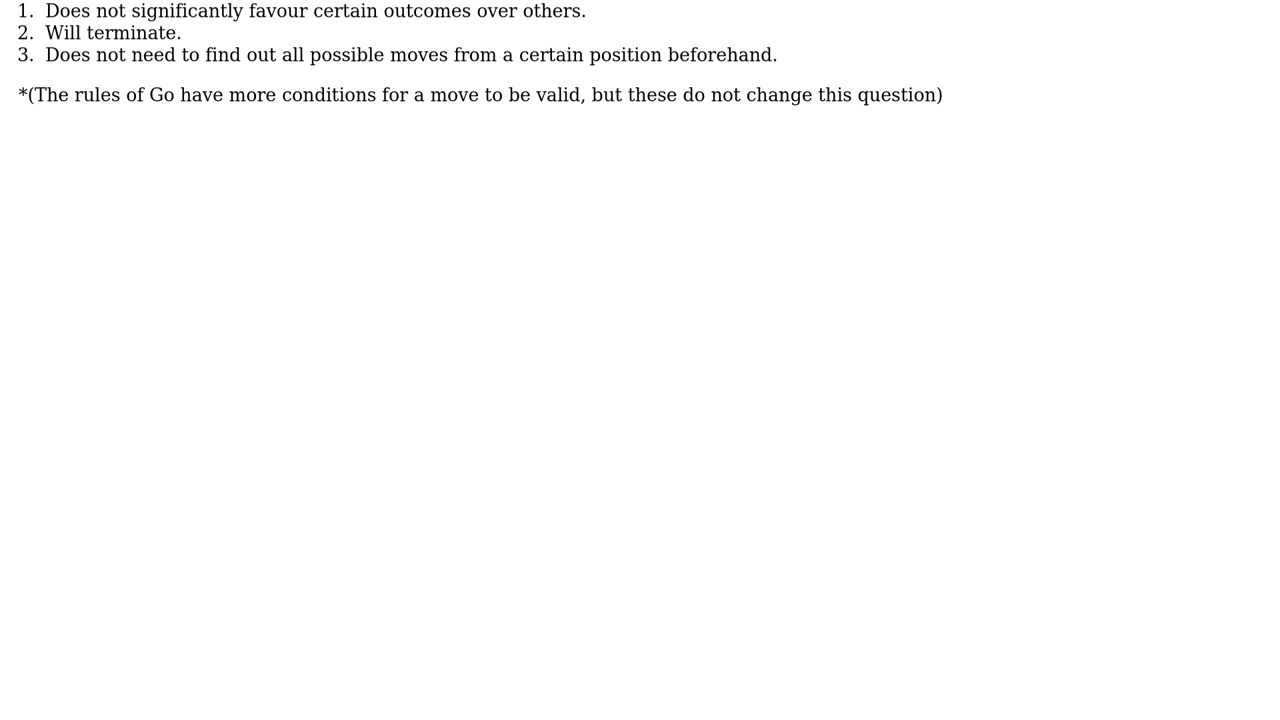 1. Does not significantly favour certain outcomes over others.
2. Will terminate.
3. Does not need to find out all possible moves from a certain position beforehand.
*(The rules of Go have more conditions for a move to be valid, but these do not change this question)